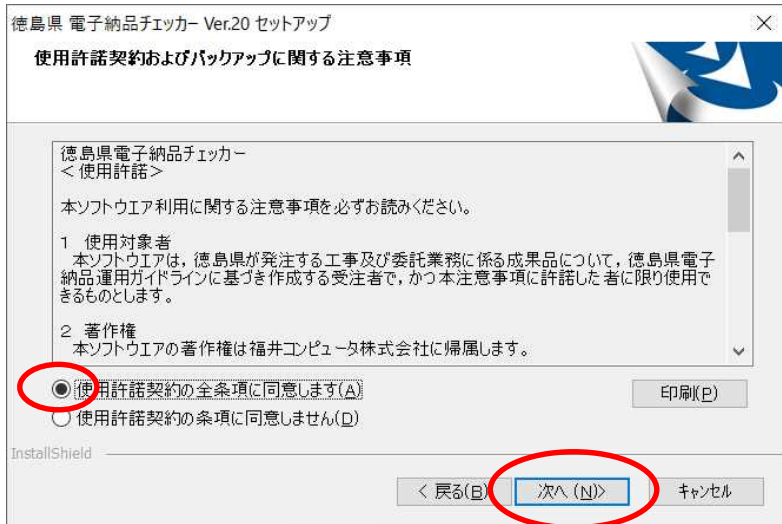 徳島県 電子納品チェッカー Ver.20 セットアップ
使用許諾契約およびバックアップに関する注意事項
徳島県電子納品チェッカー
<使用許諾>
本ソフトウエア利用に関する注意事項を必ずお読みください。
1 使用対象者
本ソフトウエアは，徳島県が発注する工事及び委託業務に係る成果品について，徳島県電子
納品運用ガイドラインに基づき作成する受注者で，かつ本注意事項に許諾した者に限り使用で
きるものとします。
2 著作権
本ソフトウエアの著作権は福井コンピュータ株式会社に帰属します。
使用許諾契約の全条項に同意します(A)
印刷(P)
使用許諾契約の条項に同意しません(D)
InstallShield
< 戻る(B)
次へ (N)>
キャンセル